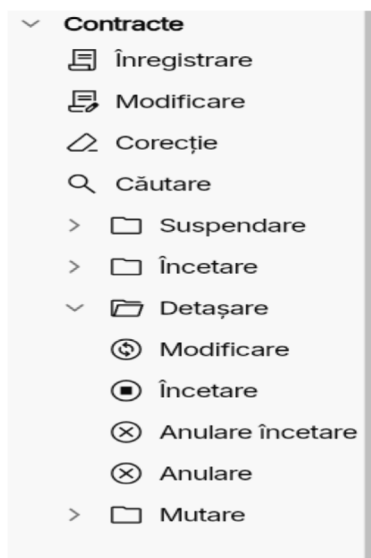 Contracte
Înregistrare
Modificare
Corecție
Căutare
Suspendare
Încetare
Detașare
Modificare
Încetare
Anulare încetare
Anulare
Mutare